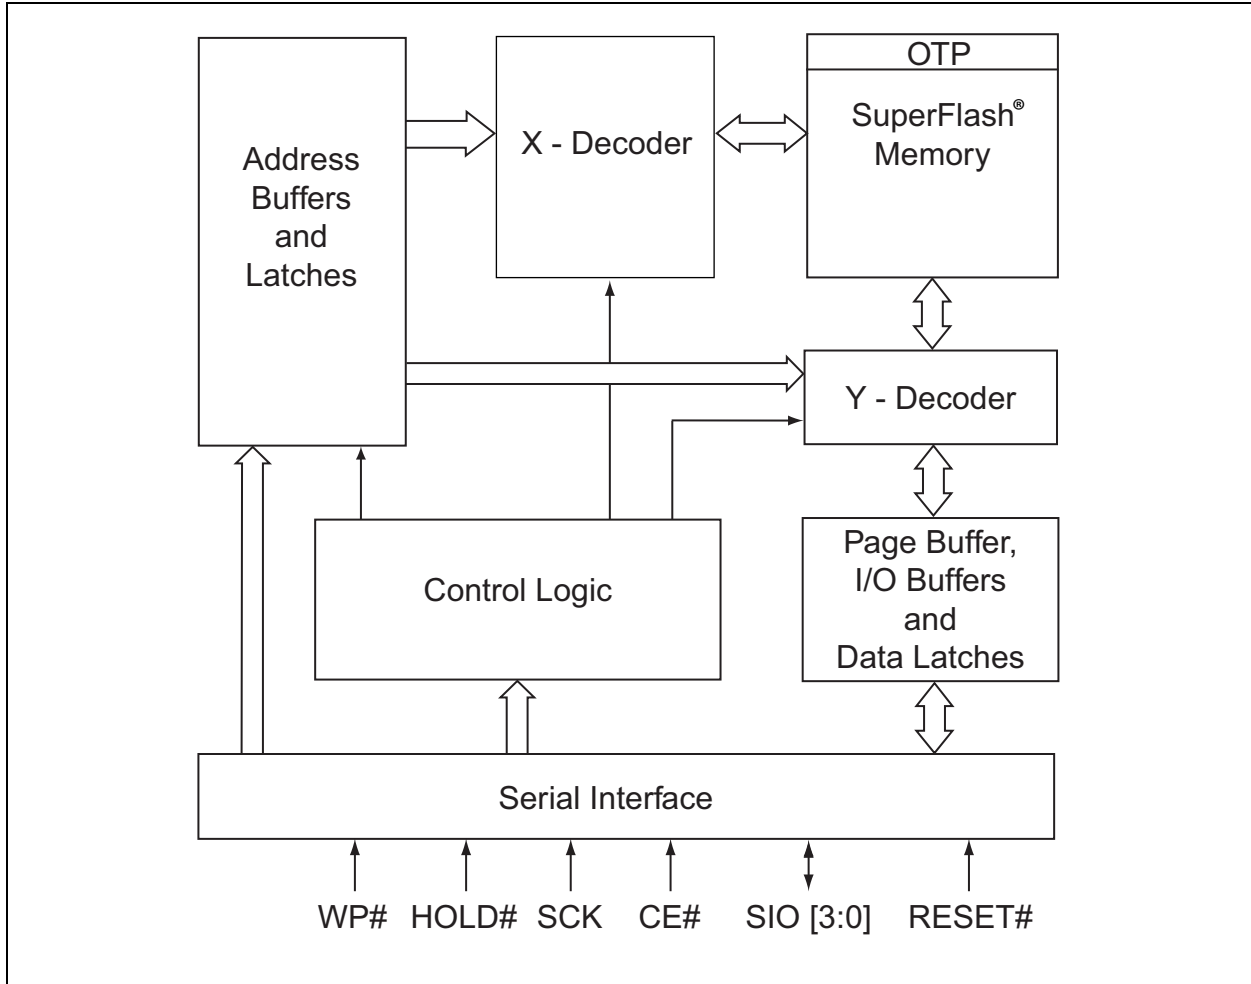 OTP
SuperFlash®
Memory
X - Decoder
Address
Buffers
and
Latches
Y - Decoder
Page Buffer,
I/O Buffers
and
Data Latches
Control Logic
Serial Interface
WP# HOLD# SCK CE# SIO [3:0] RESET#